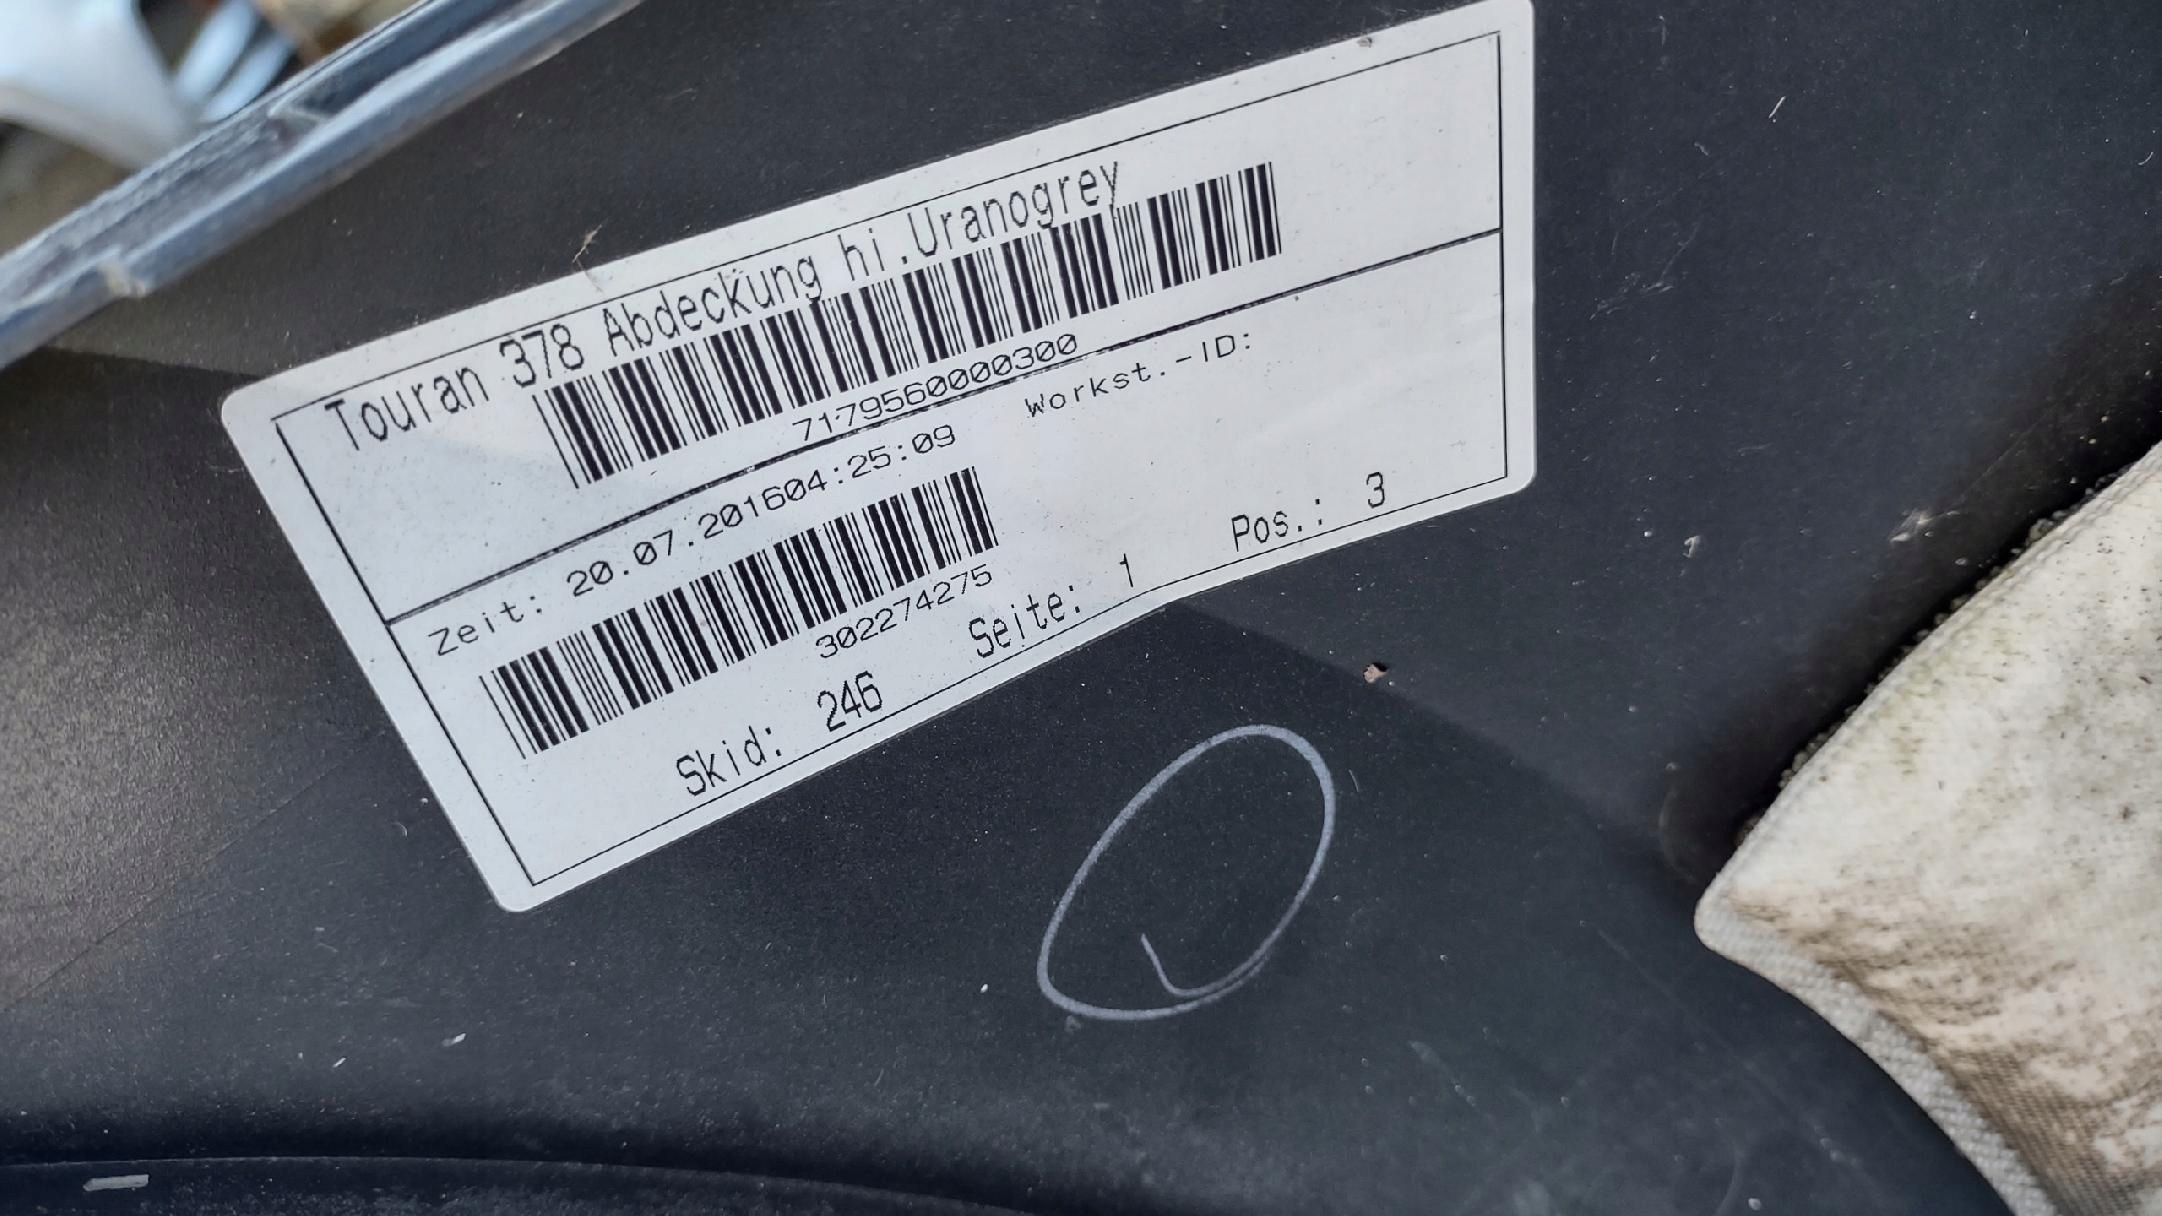 Touran 378 Abdeckung hi.Uranogrey
7179560000300
Zeit: 20.07.201604:25:09 Workst.-ID:
302274275
Skid: 246 Seite: 1 Pos.: 3